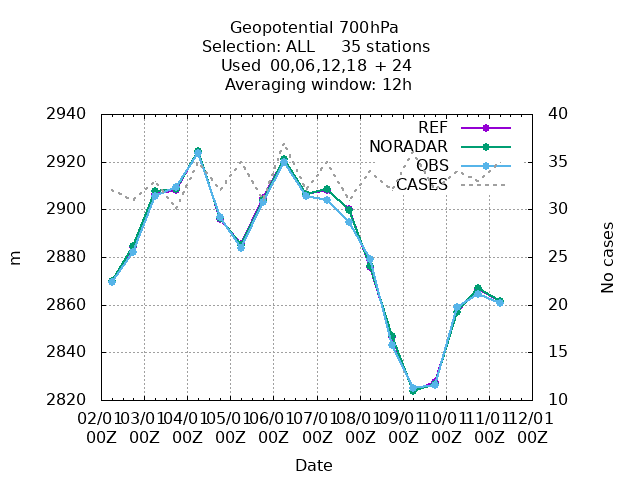 Geopotential 700hPa
Selection: ALL     35 stations
Used  00,06,12,18  + 24
Averaging window: 12h
2940
2920
2900
2880
2860
2840
2820
m
40
35
30
25
20
15
10
No cases
REF
NORADAR
OBS
CASES
02/01 03/01 04/01 05/01 06/01 07/01 08/01 09/01 10/01 11/01 12/01
00Z 00Z 00Z 00Z 00Z 00Z 00Z 00Z 00Z 00Z 00Z
Date